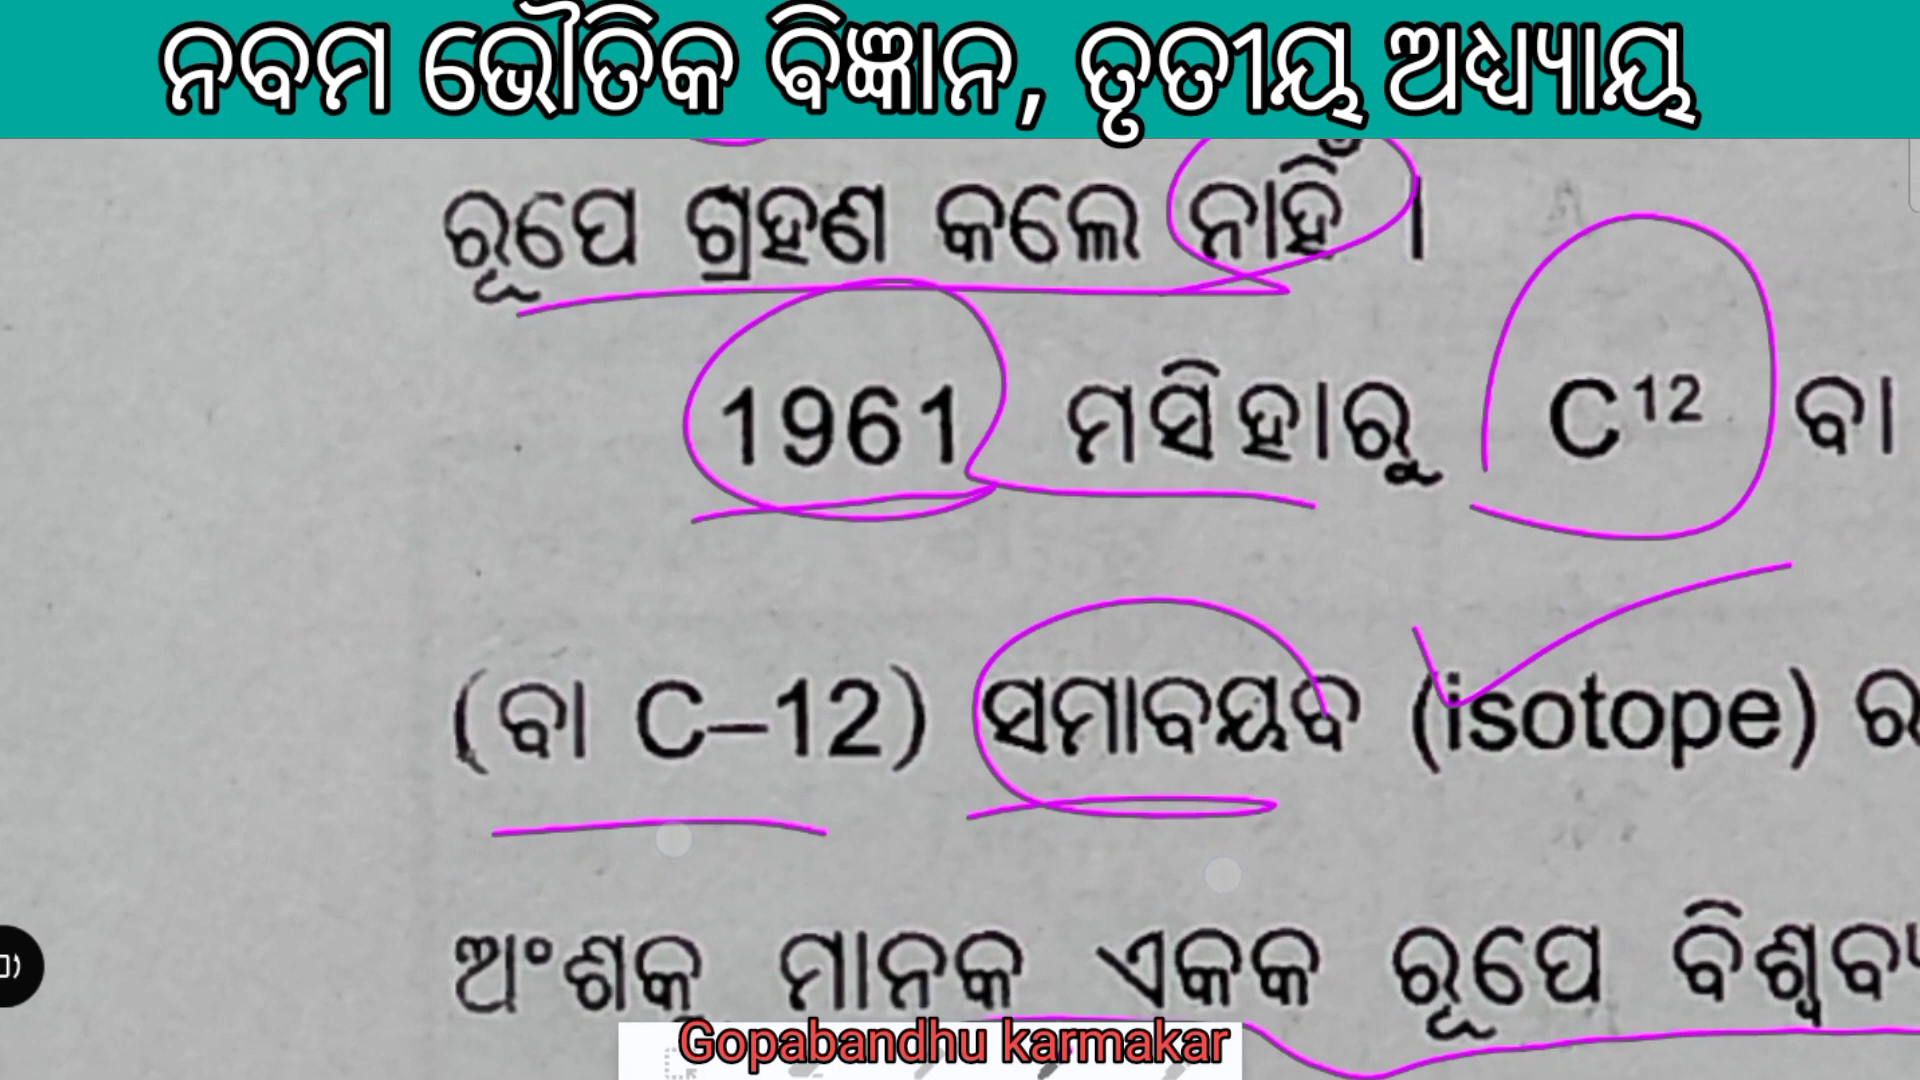 ନବମ ଭୌତିକ ବିଜ୍ଞାନ, ତୃତୀୟ ଅଧ୍ୟାୟ
ରୂପେ ଗ୍ରହଣ କଲେ ନାହିଁ ।
1961 ମସିହାରୁ C¹² ବା
(ବା C–12) ସମାବୟବ (isotope) ର
ଅଂଶକୁ ମାନକ ଏକକ ରୂପେ
Gopabandhu karmakar